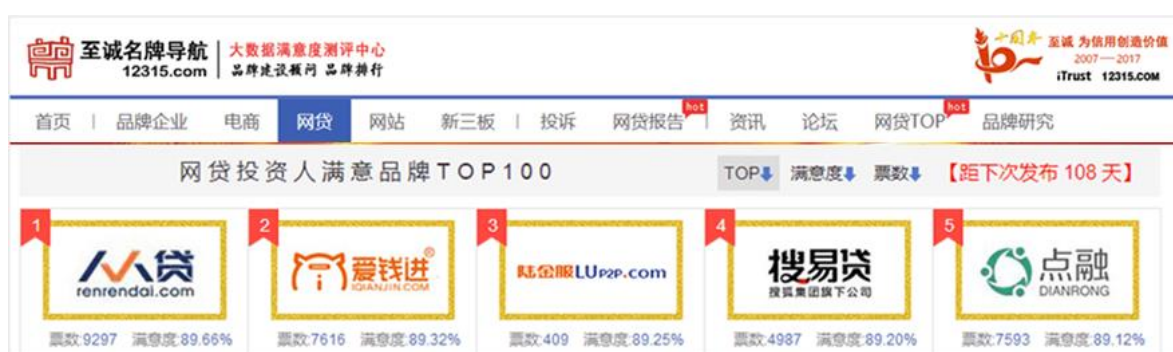 至诚名牌导航
12315.com
大数据满意度测评中心
品牌建设顾问 品牌排行
十周年
至诚 为信用创造价值
2007—2017
iTrust 12315.COM
首页 | 品牌企业 电商 网贷 网站 新三板 | 投诉 网贷报告 hot | 资讯 论坛 网贷TOP hot 品牌研究
网贷投资人满意品牌TOP100 TOP 满意度 票数 【距下次发布 108 天】
1 2 3 4 5
人人贷
renrendai.com
爱钱进®
IQIANJIN.COM
陆金服LUP2P.com
搜易贷
搜狐集团旗下公司
点融
DIANRONG
票数:9297 满意度:89.66% 票数:7616 满意度:89.32% 票数:409 满意度:89.25% 票数:4987 满意度:89.20% 票数:7593 满意度:89.12%